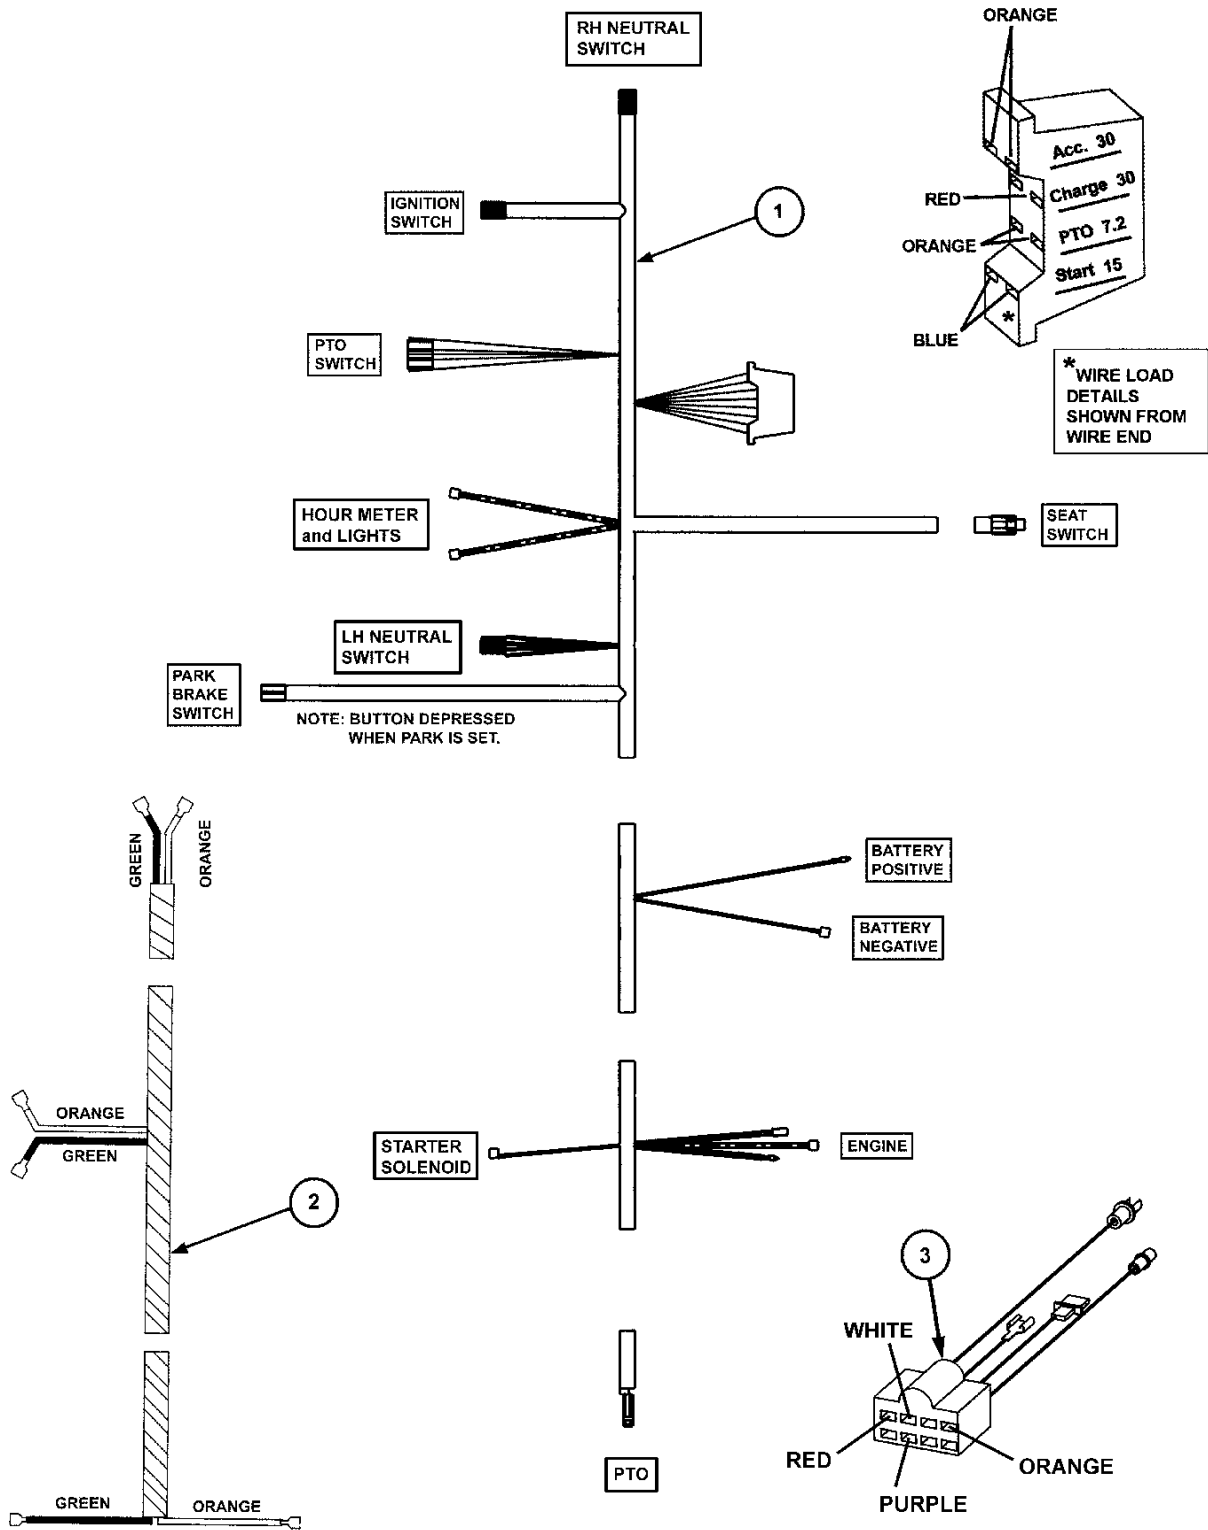 RH NEUTRAL
SWITCH
ORANGE
Acc. 30
Charge 30
PTO 7.2
Start 15
RED
ORANGE
BLUE
*
*WIRE LOAD
DETAILS
SHOWN FROM
WIRE END
IGNITION
SWITCH
1
PTO
SWITCH
HOUR METER
and LIGHTS
SEAT
SWITCH
LH NEUTRAL
SWITCH
PARK
BRAKE
SWITCH
NOTE: BUTTON DEPRESSED
WHEN PARK IS SET.
GREEN
ORANGE
BATTERY
POSITIVE
BATTERY
NEGATIVE
ORANGE
GREEN
STARTER
SOLENOID
ENGINE
2
3
WHITE
RED
ORANGE
PURPLE
PTO
GREEN
ORANGE